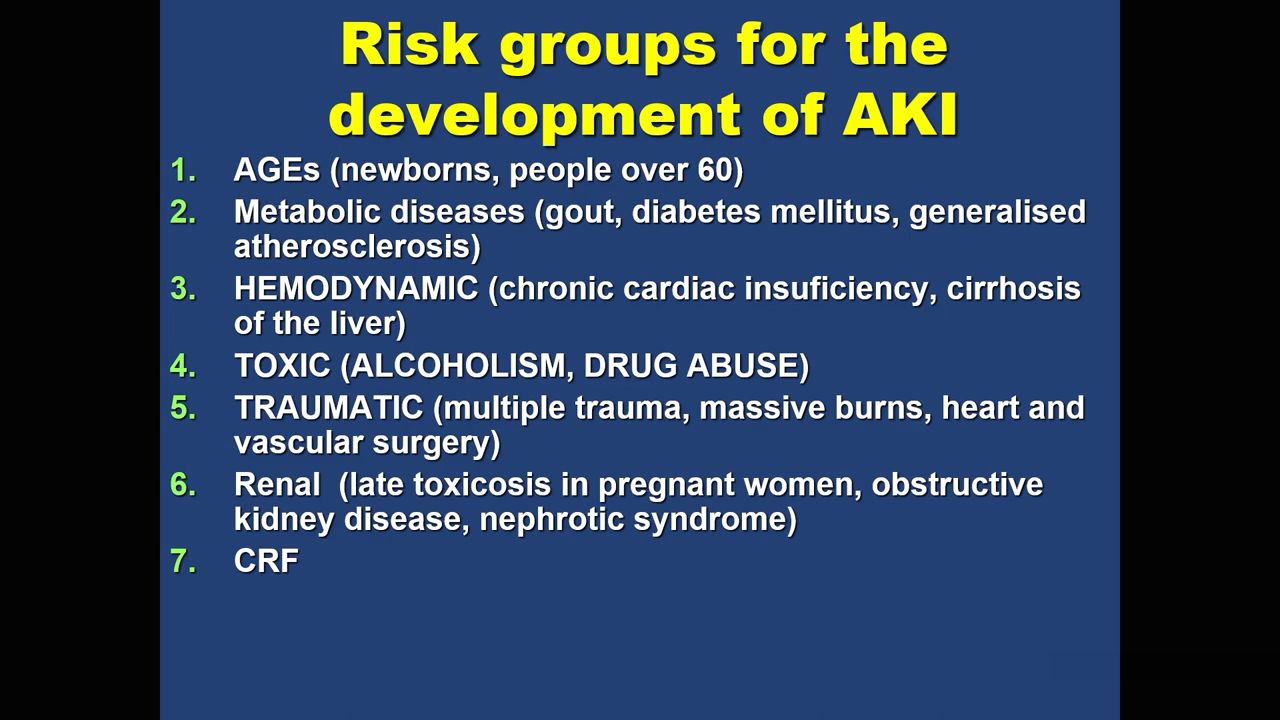 Risk groups for the
development of AKI
1. AGEs (newborns, people over 60)
2. Metabolic diseases (gout, diabetes mellitus, generalised
atherosclerosis)
3. HEMODYNAMIC (chronic cardiac insuficiency, cirrhosis
of the liver)
4. TOXIC (ALCOHOLISM, DRUG ABUSE)
5. TRAUMATIC (multiple trauma, massive burns, heart and
vascular surgery)
6. Renal  (late toxicosis in pregnant women, obstructive
kidney disease, nephrotic syndrome)
7. CRF